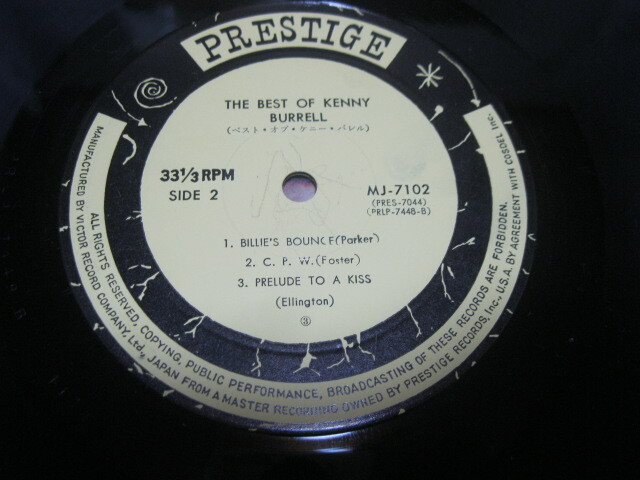 PRESTIGE
THE BEST OF KENNY
BURRELL
(ベスト・オブ・ケニー・バレル)
33 1/3 RPM
SIDE 2
MJ-7102
(PRES-7044)
(PRLP-7448-B)
1. BILLIE'S BOUNCE(Parker)
2. C. P. W.(Foster)
3. PRELUDE TO A KISS
(Ellington)
③
ALL RIGHTS RESERVED, COPYING, PUBLIC PERFORMANCE, BROADCASTING OF THESE RECORDS ARE FORBIDDEN.
MANUFACTURED BY VICTOR RECORD COMPANY, Ltd., JAPAN FROM A MASTER RECORDING OWNED BY PRESTIGE RECORDS, Inc., U.S.A. BY AGREEMENT WITH COSDEL Inc.